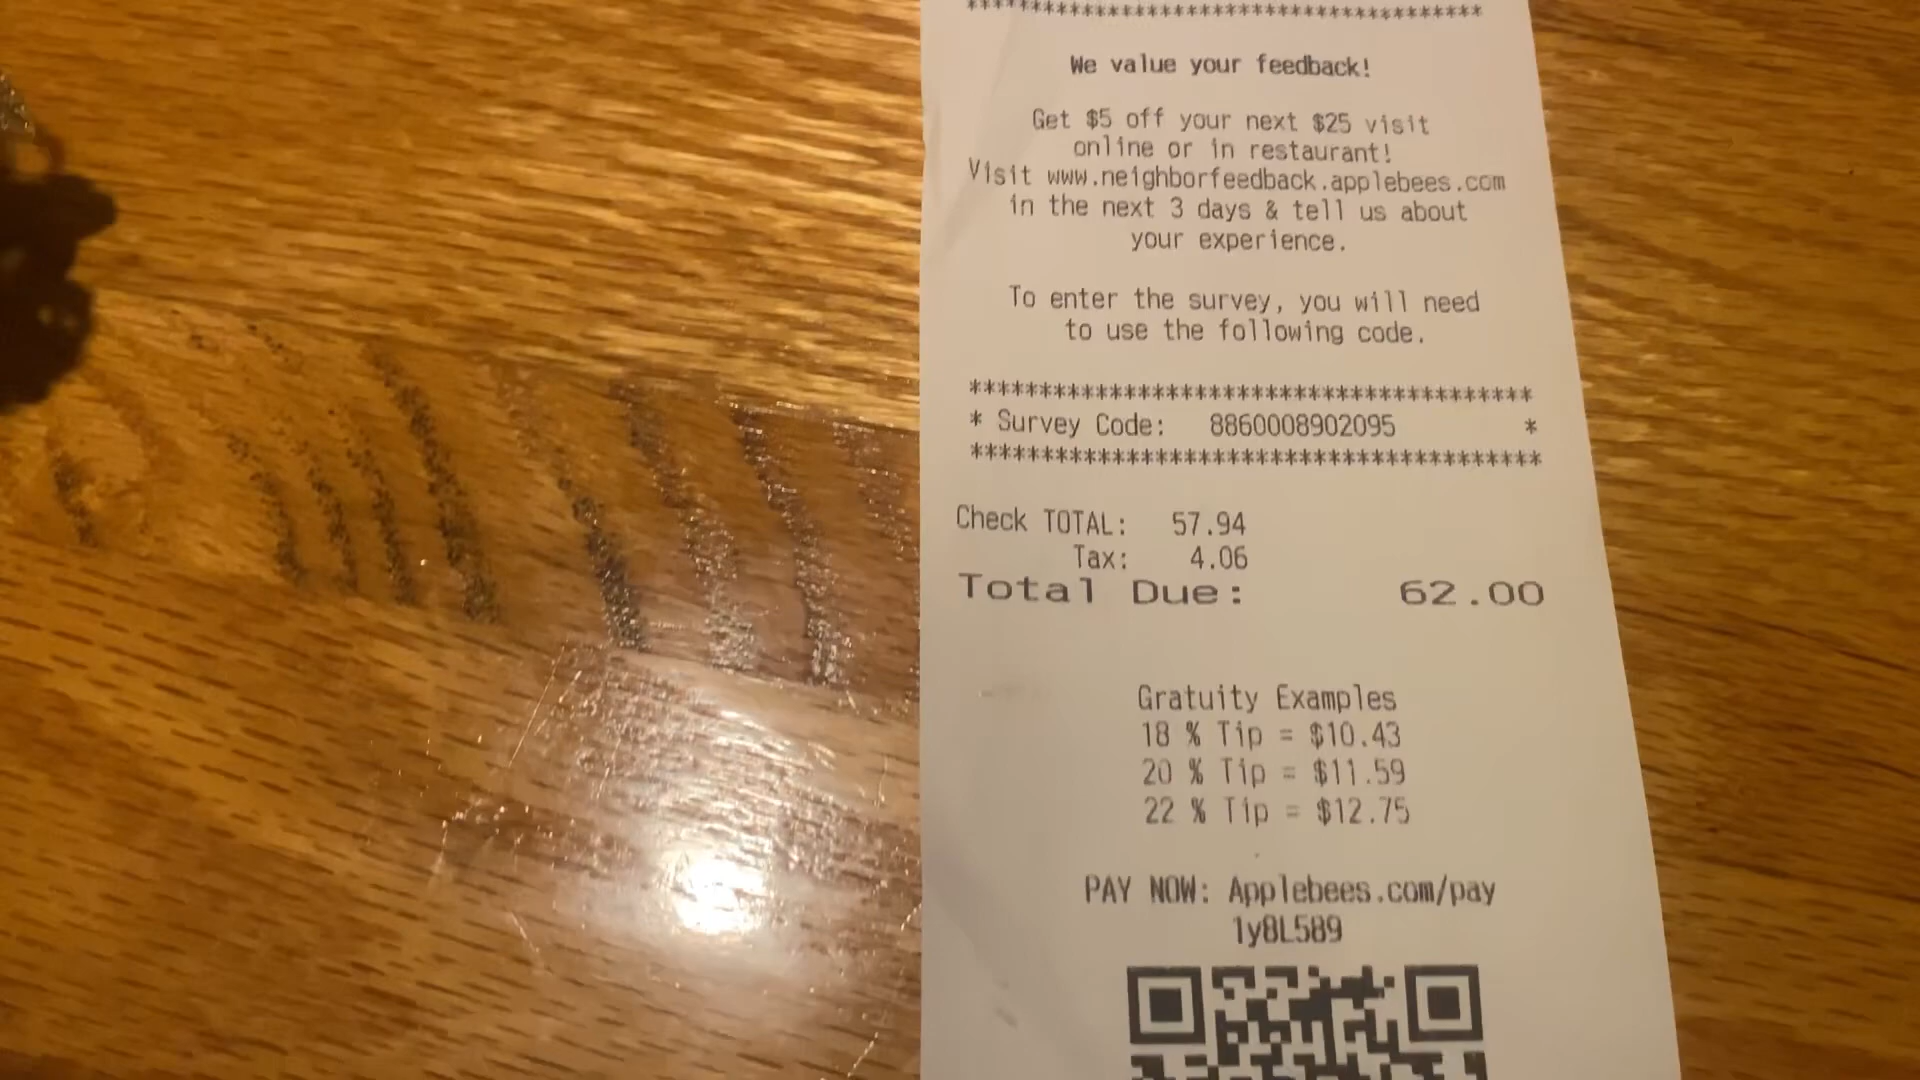 ****************************************
We value your feedback!
Get $5 off your next $25 visit
online or in restaurant!
Visit www.neighborfeedback.applebees.com
in the next 3 days & tell us about
your experience.
To enter the survey, you will need
to use the following code.
****************************************
* Survey Code: 8860008902095 *
****************************************
Check TOTAL: 57.94
Tax: 4.06
Total Due: 62.00
Gratuity Examples
18 % Tip = $10.43
20 % Tip = $11.59
22 % Tip = $12.75
PAY NOW: Applebees.com/pay
1y8L589